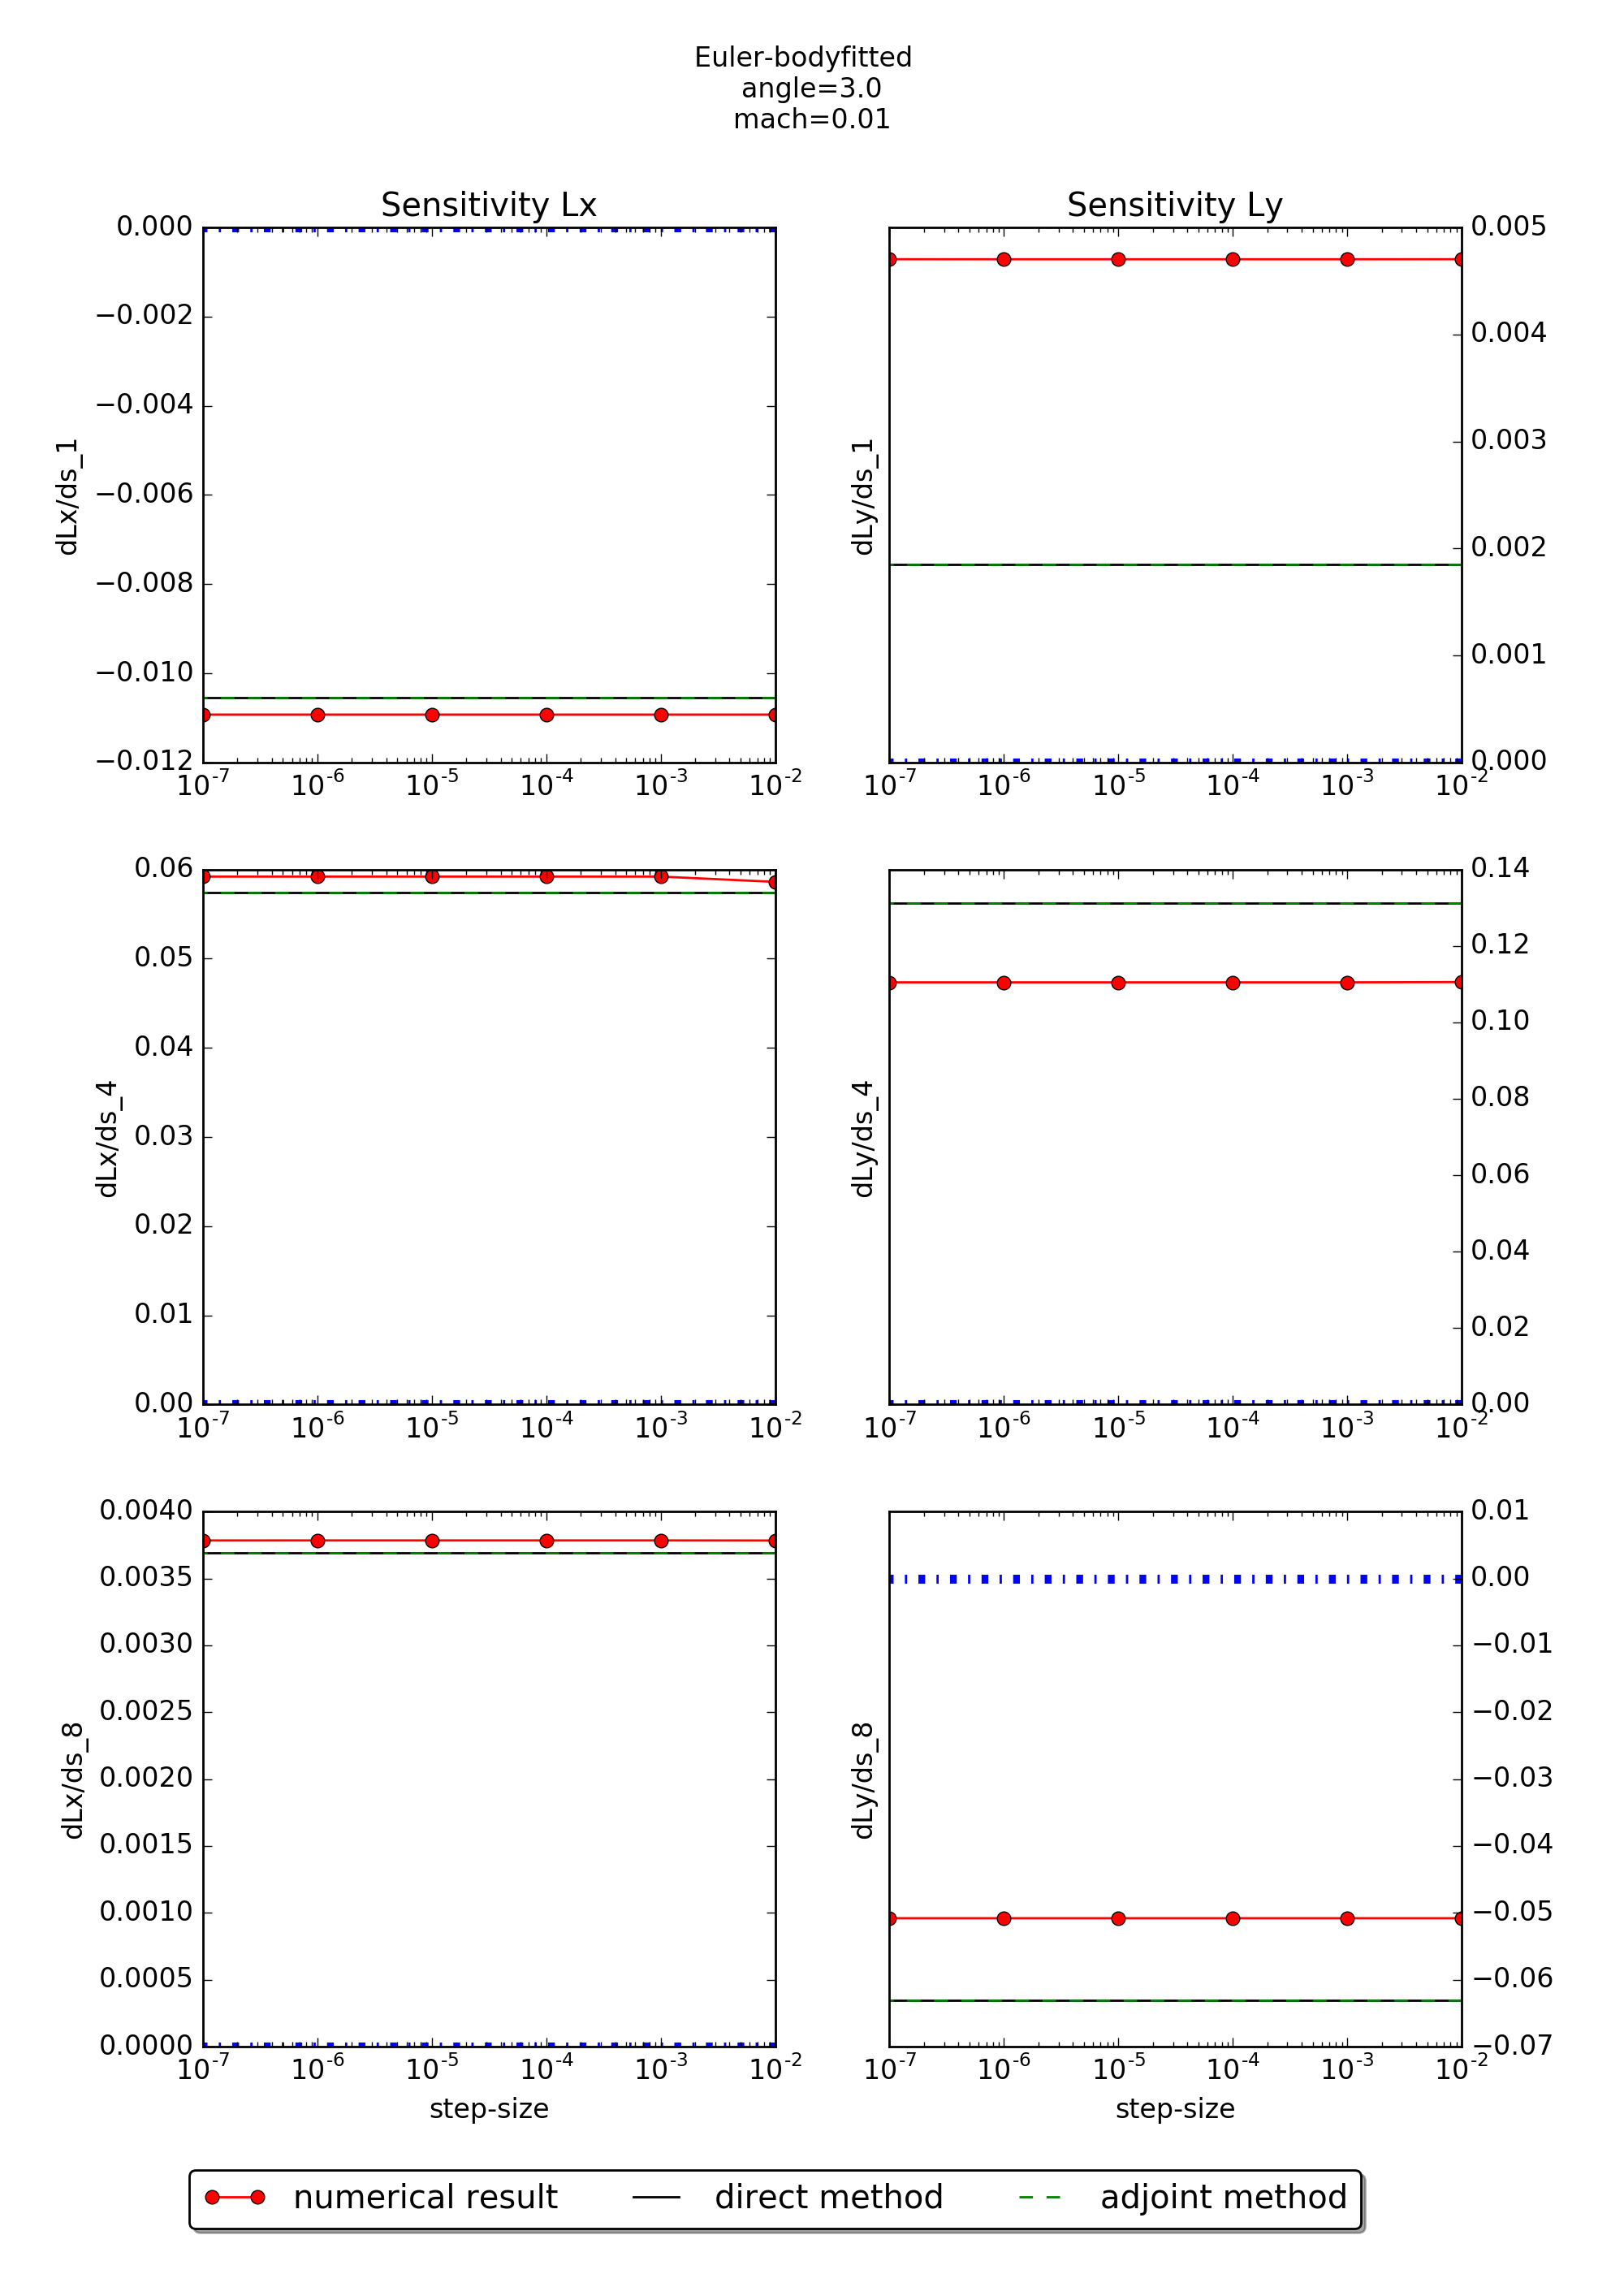 Euler-bodyfitted
angle=3.0
mach=0.01
Sensitivity Lx
Sensitivity Ly
0.000
−0.002
−0.004
−0.006
−0.008
−0.010
−0.012
dLx/ds_1
10-7 10-6 10-5 10-4 10-3 10-2
0.005
0.004
0.003
0.002
0.001
0.000
dLy/ds_1
10-7 10-6 10-5 10-4 10-3 10-2
0.06
0.05
0.04
0.03
0.02
0.01
0.00
dLx/ds_4
10-7 10-6 10-5 10-4 10-3 10-2
0.14
0.12
0.10
0.08
0.06
0.04
0.02
0.00
dLy/ds_4
10-7 10-6 10-5 10-4 10-3 10-2
0.0040
0.0035
0.0030
0.0025
0.0020
0.0015
0.0010
0.0005
0.0000
dLx/ds_8
10-7 10-6 10-5 10-4 10-3 10-2
step-size
0.01
0.00
−0.01
−0.02
−0.03
−0.04
−0.05
−0.06
−0.07
dLy/ds_8
10-7 10-6 10-5 10-4 10-3 10-2
step-size
numerical result direct method adjoint method